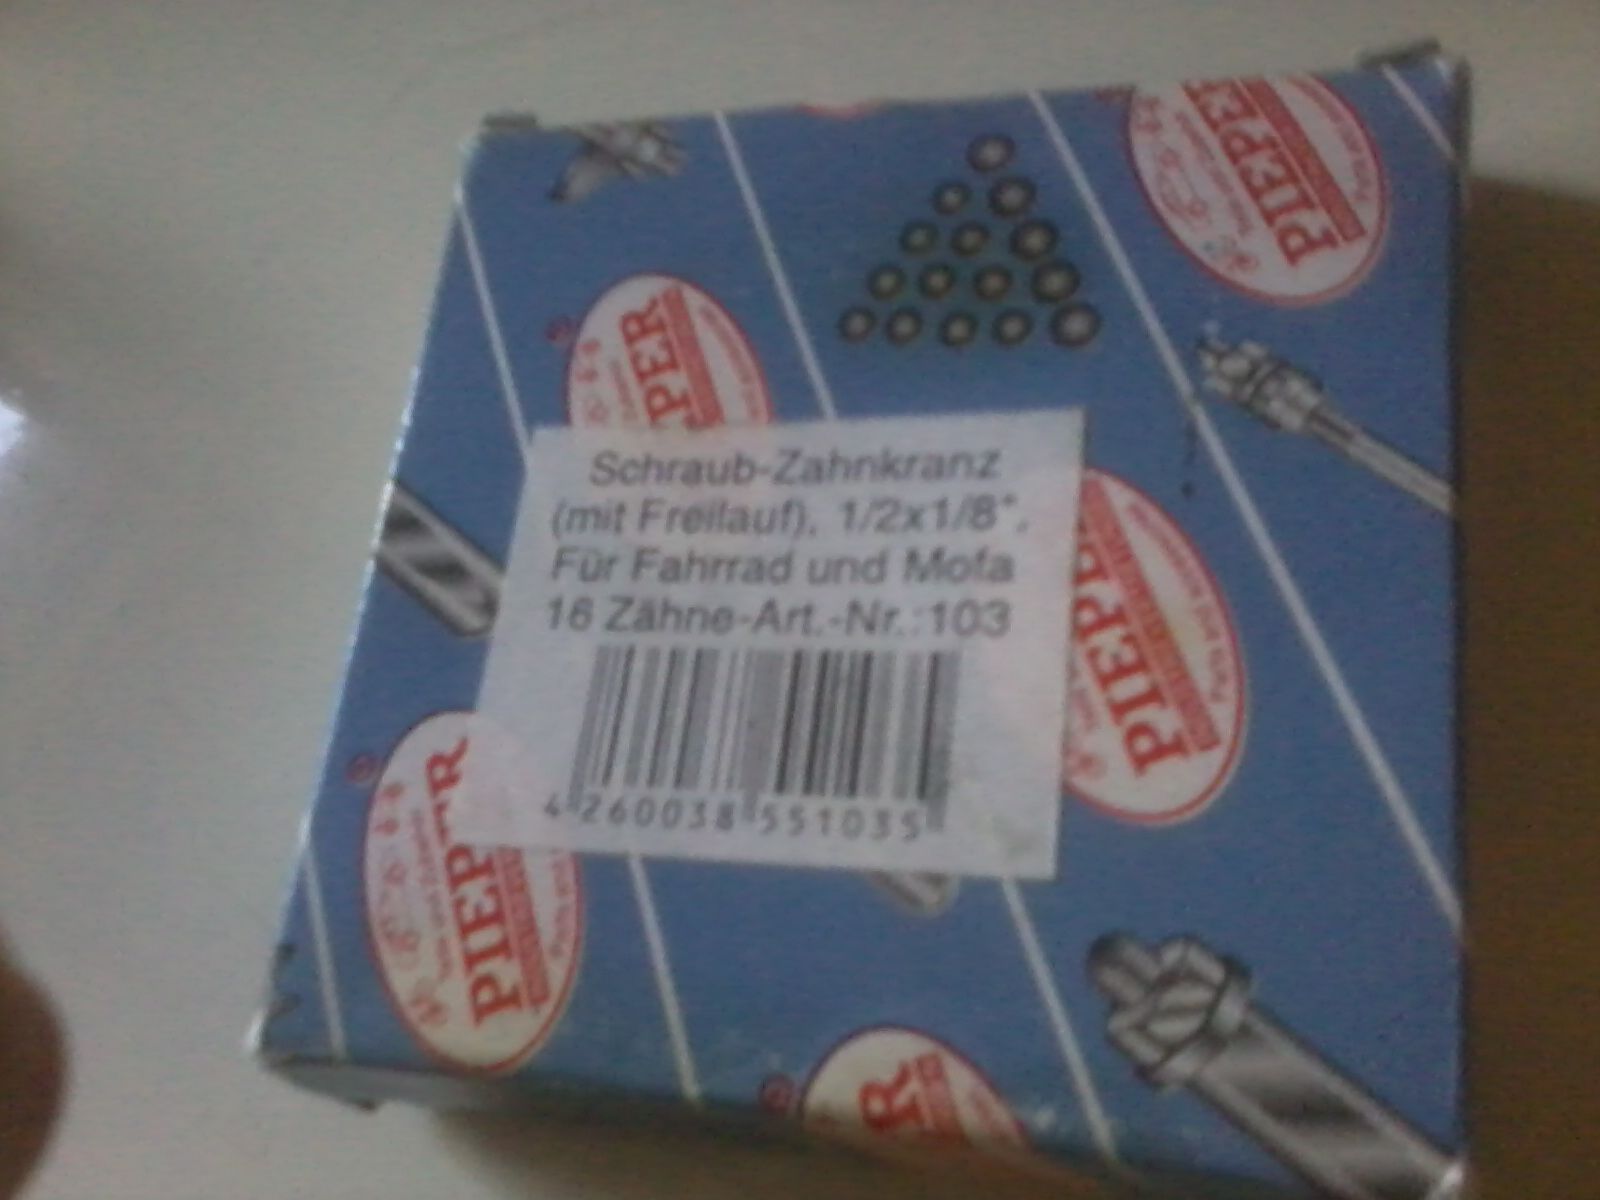 Schraub-Zahnkranz
(mit Freilauf), 1/2x1/8",
Für Fahrrad und Mofa
16 Zähne-Art.-Nr.:103
4 260038 551035
PIEPER
PIEPER
PIEPER